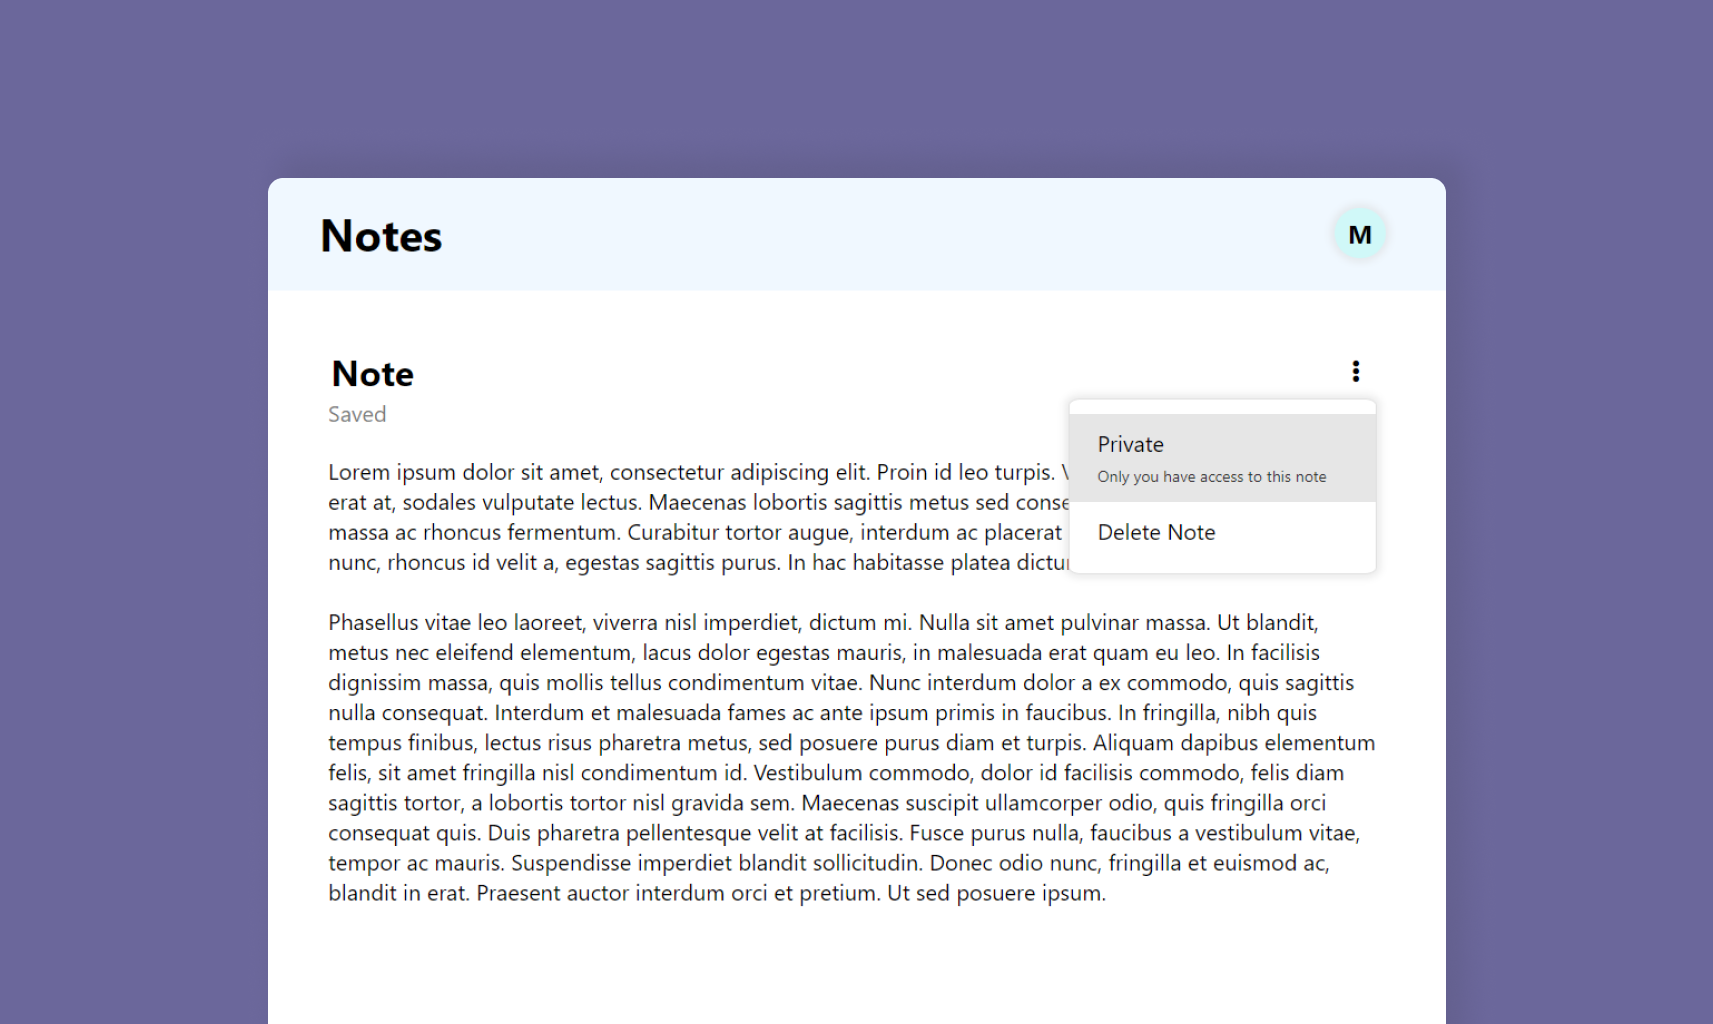 Notes
M
Note
Saved
Private
Only you have access to this note
Delete Note
Lorem ipsum dolor sit amet, consectetur adipiscing elit. Proin id leo turpis.
erat at, sodales vulputate lectus. Maecenas lobortis sagittis metus sed
massa ac rhoncus fermentum. Curabitur tortor augue, interdum ac placerat
nunc, rhoncus id velit a, egestas sagittis purus. In hac habitasse platea
Phasellus vitae leo laoreet, viverra nisl imperdiet, dictum mi. Nulla sit amet pulvinar massa. Ut blandit,
metus nec eleifend elementum, lacus dolor egestas mauris, in malesuada erat quam eu leo. In facilisis
dignissim massa, quis mollis tellus condimentum vitae. Nunc interdum dolor a ex commodo, quis sagittis
nulla consequat. Interdum et malesuada fames ac ante ipsum primis in faucibus. In fringilla, nibh quis
tempus finibus, lectus risus pharetra metus, sed posuere purus diam et turpis. Aliquam dapibus elementum
felis, sit amet fringilla nisl condimentum id. Vestibulum commodo, dolor id facilisis commodo, felis diam
sagittis tortor, a lobortis tortor nisl gravida sem. Maecenas suscipit ullamcorper odio, quis fringilla orci
consequat quis. Duis pharetra pellentesque velit at facilisis. Fusce purus nulla, faucibus a vestibulum vitae,
tempor ac mauris. Suspendisse imperdiet blandit sollicitudin. Donec odio nunc, fringilla et euismod ac,
blandit in erat. Praesent auctor interdum orci et pretium. Ut sed posuere ipsum.